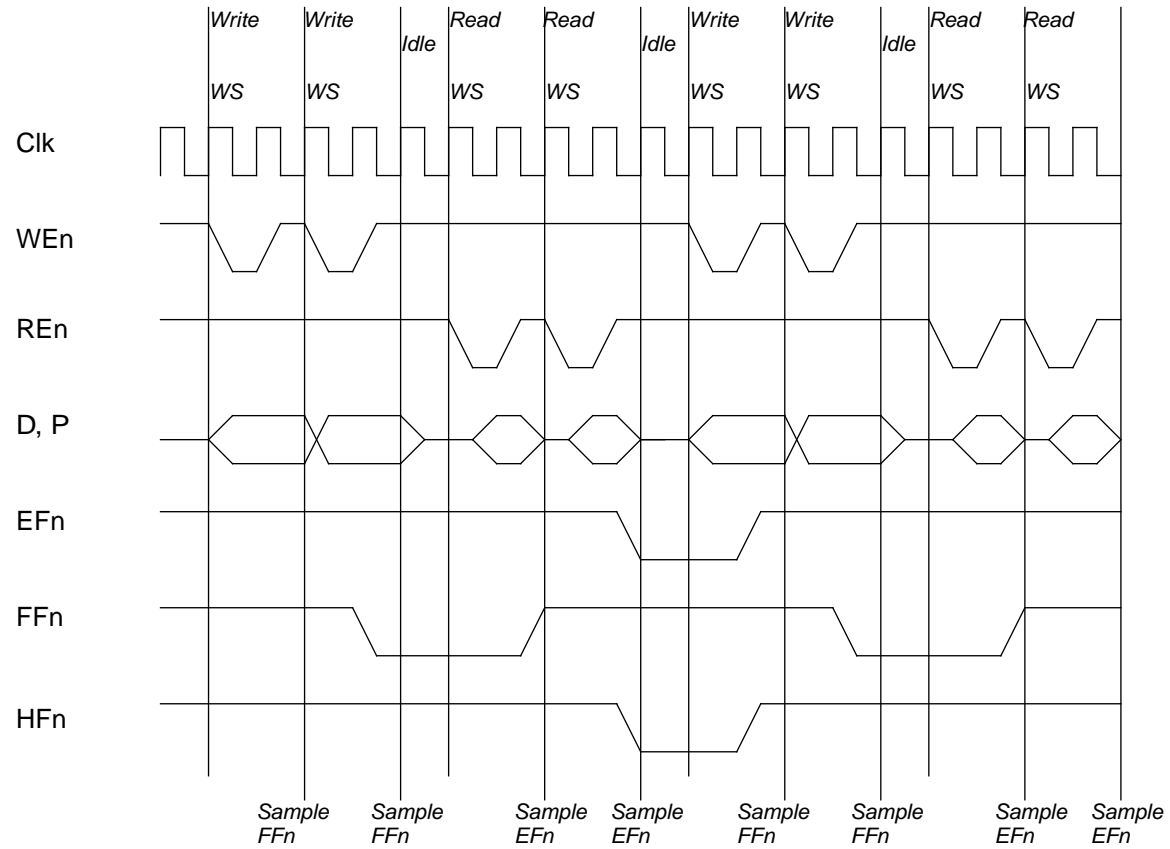 Write Write Read Read Write Write Read Read
Idle Idle Idle
WS WS WS WS WS WS WS WS
Clk
WEn
REn
D, P
EFn
FFn
HFn
Sample Sample Sample Sample Sample Sample Sample Sample
FFn FFn EFn EFn FFn FFn EFn EFn